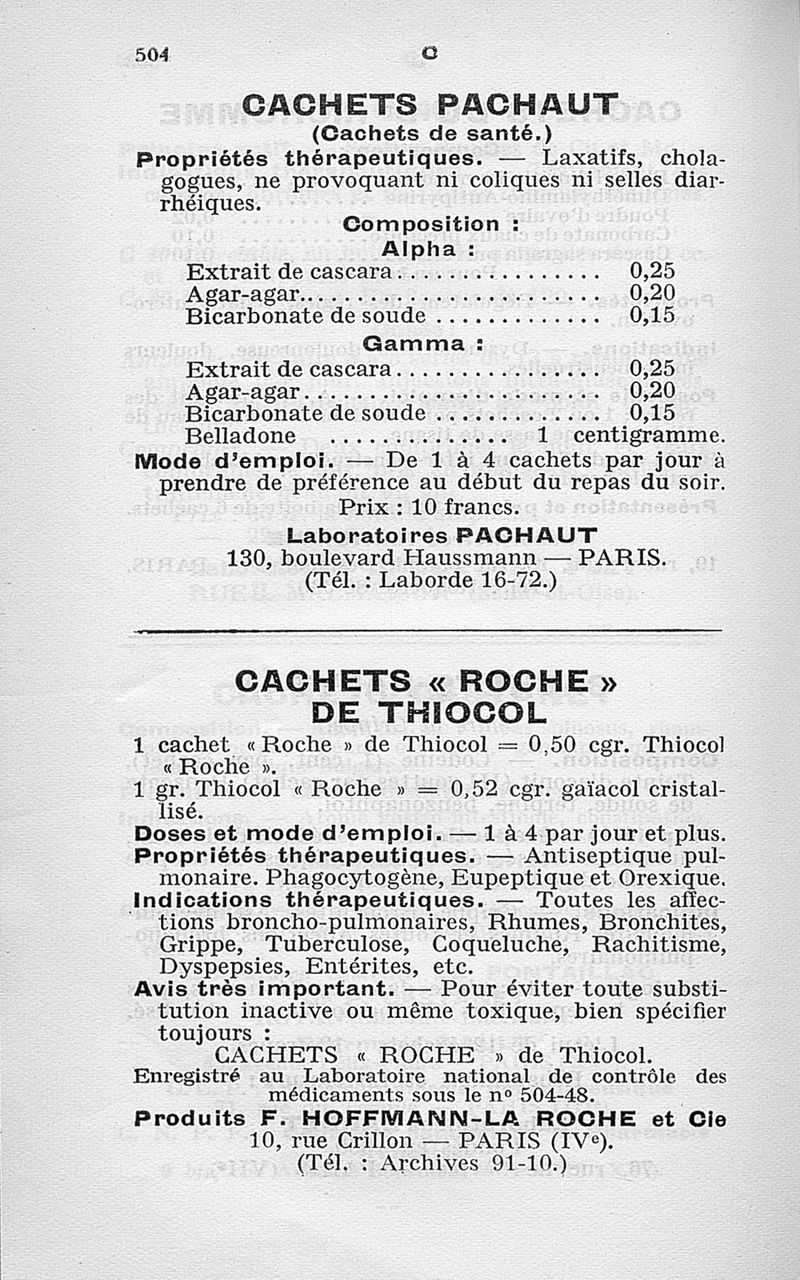 504 C
CACHETS PACHAUT
(Cachets de santé.)
Propriétés thérapeutiques. — Laxatifs, chola-
gogues, ne provoquant ni coliques ni selles diar-
rhéiques.
Composition :
Alpha :
Extrait de cascara ................ 0,25
Agar-agar...................... 0,20
Bicarbonate de soude .............. 0,15
Gamma :
Extrait de cascara ................ 0,25
Agar-agar ...................... 0,20
Bicarbonate de soude .............. 0,15
Belladone ............. 1 centigramme.
Mode d'emploi. — De 1 à 4 cachets par jour à
prendre de préférence au début du repas du soir.
Prix : 10 francs.
Laboratoires PACHAUT
130, boulevard Haussmann — PARIS.
(Tél. : Laborde 16-72.)
CACHETS « ROCHE »
DE THIOCOL
1 cachet « Roche » de Thiocol = 0,50 cgr. Thiocol
« Roche ».
1 gr. Thiocol « Roche » = 0,52 cgr. gaïacol cristal-
lisé.
Doses et mode d'emploi. — 1 à 4 par jour et plus.
Propriétés thérapeutiques. — Antiseptique pul-
monaire. Phagocytogène, Eupeptique et Orexique.
Indications thérapeutiques. — Toutes les affec-
tions broncho-pulmonaires, Rhumes, Bronchites,
Grippe, Tuberculose, Coqueluche, Rachitisme,
Dyspepsies, Entérites, etc.
Avis très important. — Pour éviter toute substi-
tution inactive ou même toxique, bien spécifier
toujours :
CACHETS « ROCHE » de Thiocol.
Enregistré au Laboratoire national de contrôle des
médicaments sous le nº 504-48.
Produits F. HOFFMANN-LA ROCHE et Cie
10, rue Crillon — PARIS (IVe).
(Tél. : Archives 91-10.)